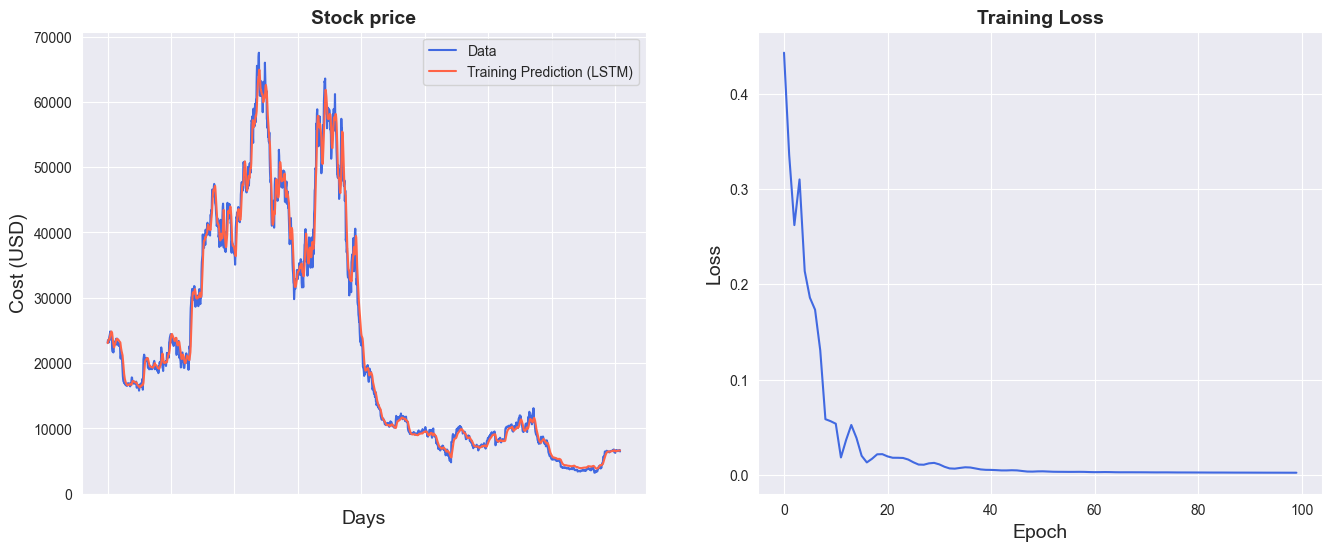 Stock price
Data
Training Prediction (LSTM)
70000
60000
50000
40000
30000
20000
10000
0
Cost (USD)
Days
Training Loss
0.4
0.3
0.2
0.1
0.0
Loss
0
20
40
60
80
100
Epoch